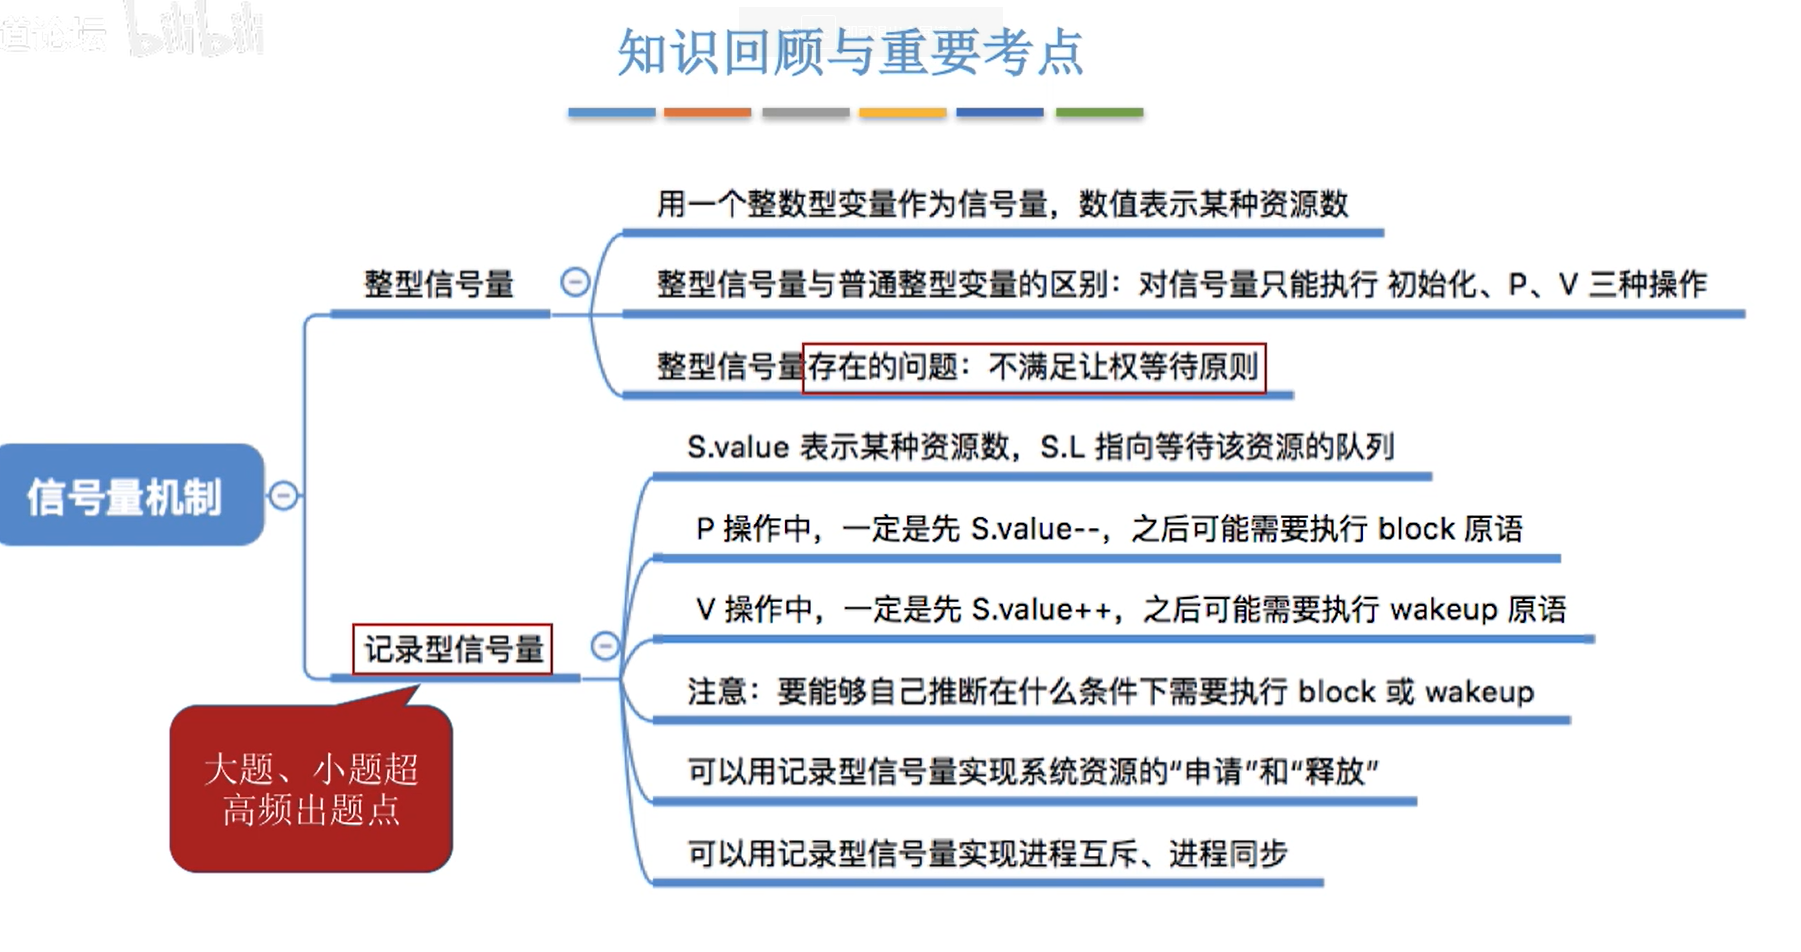 道论坛 bilibili
知识回顾与重要考点
用一个整数型变量作为信号量，数值表示某种资源数
整型信号量
整型信号量与普通整型变量的区别：对信号量只能执行 初始化、P、V 三种操作
整型信号量存在的问题：不满足让权等待原则
信号量机制
S.value 表示某种资源数，S.L 指向等待该资源的队列
P 操作中，一定是先 S.value--，之后可能需要执行 block 原语
V 操作中，一定是先 S.value++，之后可能需要执行 wakeup 原语
记录型信号量
注意：要能够自己推断在什么条件下需要执行 block 或 wakeup
可以用记录型信号量实现系统资源的“申请”和“释放”
可以用记录型信号量实现进程互斥、进程同步
大题、小题超
高频出题点